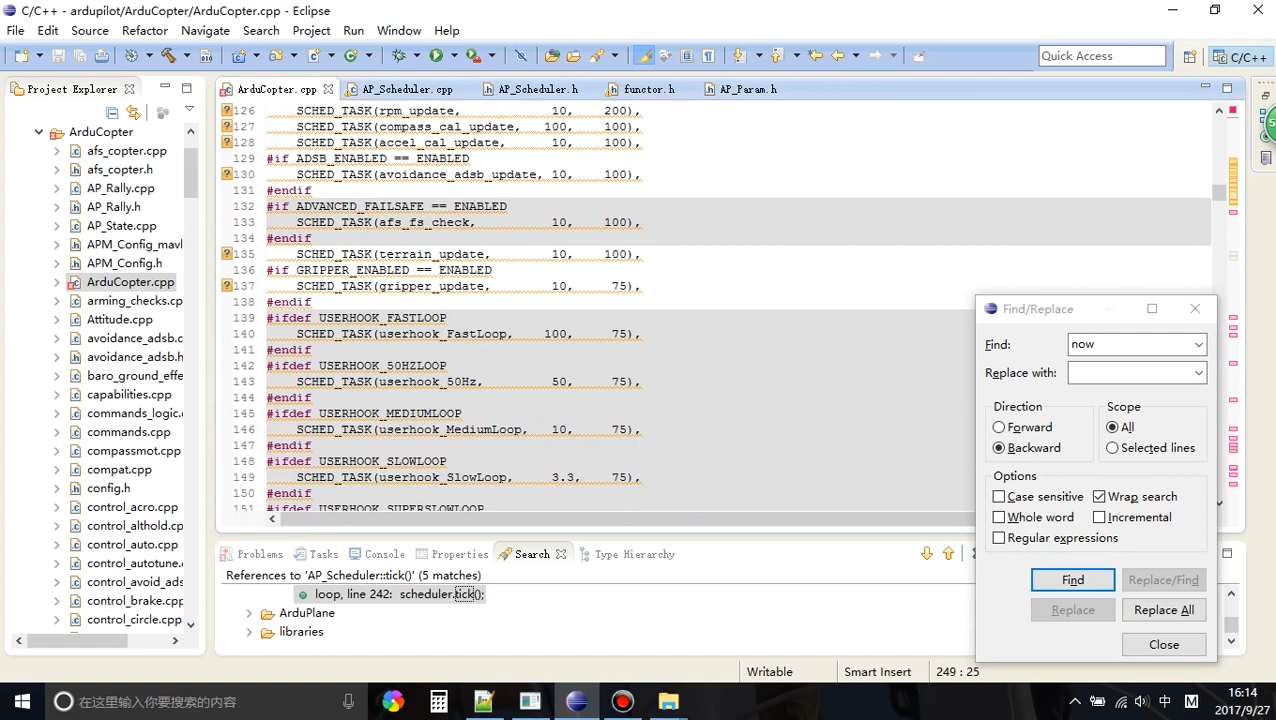 C/C++ - ardupilot/ArduCopter/ArduCopter.cpp - Eclipse
File Edit Source Refactor Navigate Search Project Run Window Help
Quick Access
C/C++
Project Explorer
ArduCopter
afs_copter.cpp
afs_copter.h
AP_Rally.cpp
AP_Rally.h
AP_State.cpp
APM_Config_mavl
APM_Config.h
ArduCopter.cpp
arming_checks.cp
Attitude.cpp
avoidance_adsb.c
avoidance_adsb.h
baro_ground_effe
capabilities.cpp
commands_logic.c
commands.cpp
compassmot.cpp
compat.cpp
config.h
control_acro.cpp
control_althold.cp
control_auto.cpp
control_autotune.c
control_avoid_ads
control_brake.cpp
control_circle.cpp
ArduCopter.cpp AP_Scheduler.cpp AP_Scheduler.h functor.h AP_Param.h
126 SCHED_TASK(rpm_update, 10, 200),
127 SCHED_TASK(compass_cal_update, 100, 100),
128 SCHED_TASK(accel_cal_update, 10, 100),
129 #if ADSB_ENABLED == ENABLED
130 SCHED_TASK(avoidance_adsb_update, 10, 100),
131 #endif
132 #if ADVANCED_FAILSAFE == ENABLED
133 SCHED_TASK(afs_fs_check, 10, 100),
134 #endif
135 SCHED_TASK(terrain_update, 10, 100),
136 #if GRIPPER_ENABLED == ENABLED
137 SCHED_TASK(gripper_update, 10, 75),
138 #endif
139 #ifdef USERHOOK_FASTLOOP
140 SCHED_TASK(userhook_FastLoop, 100, 75),
141 #endif
142 #ifdef USERHOOK_50HZLOOP
143 SCHED_TASK(userhook_50Hz, 50, 75),
144 #endif
145 #ifdef USERHOOK_MEDIUMLOOP
146 SCHED_TASK(userhook_MediumLoop, 10, 75),
147 #endif
148 #ifdef USERHOOK_SLOWLOOP
149 SCHED_TASK(userhook_SlowLoop, 3.3, 75),
150 #endif
151 #ifdef USERHOOK_SUPERSLOWLOOP
Find/Replace
Find: now
Replace with:
Direction
Forward
Backward
Scope
All
Selected lines
Options
Case sensitive Wrap search
Whole word Incremental
Regular expressions
Find Replace/Find
Replace Replace All
Close
Problems Tasks Console Properties Search Type Hierarchy
References to 'AP_Scheduler::tick()' (5 matches)
loop, line 242: scheduler.tick();
ArduPlane
libraries
Writable Smart Insert 249 : 25
在这里输入你要搜索的内容
中
M
16:14
2017/9/27
5